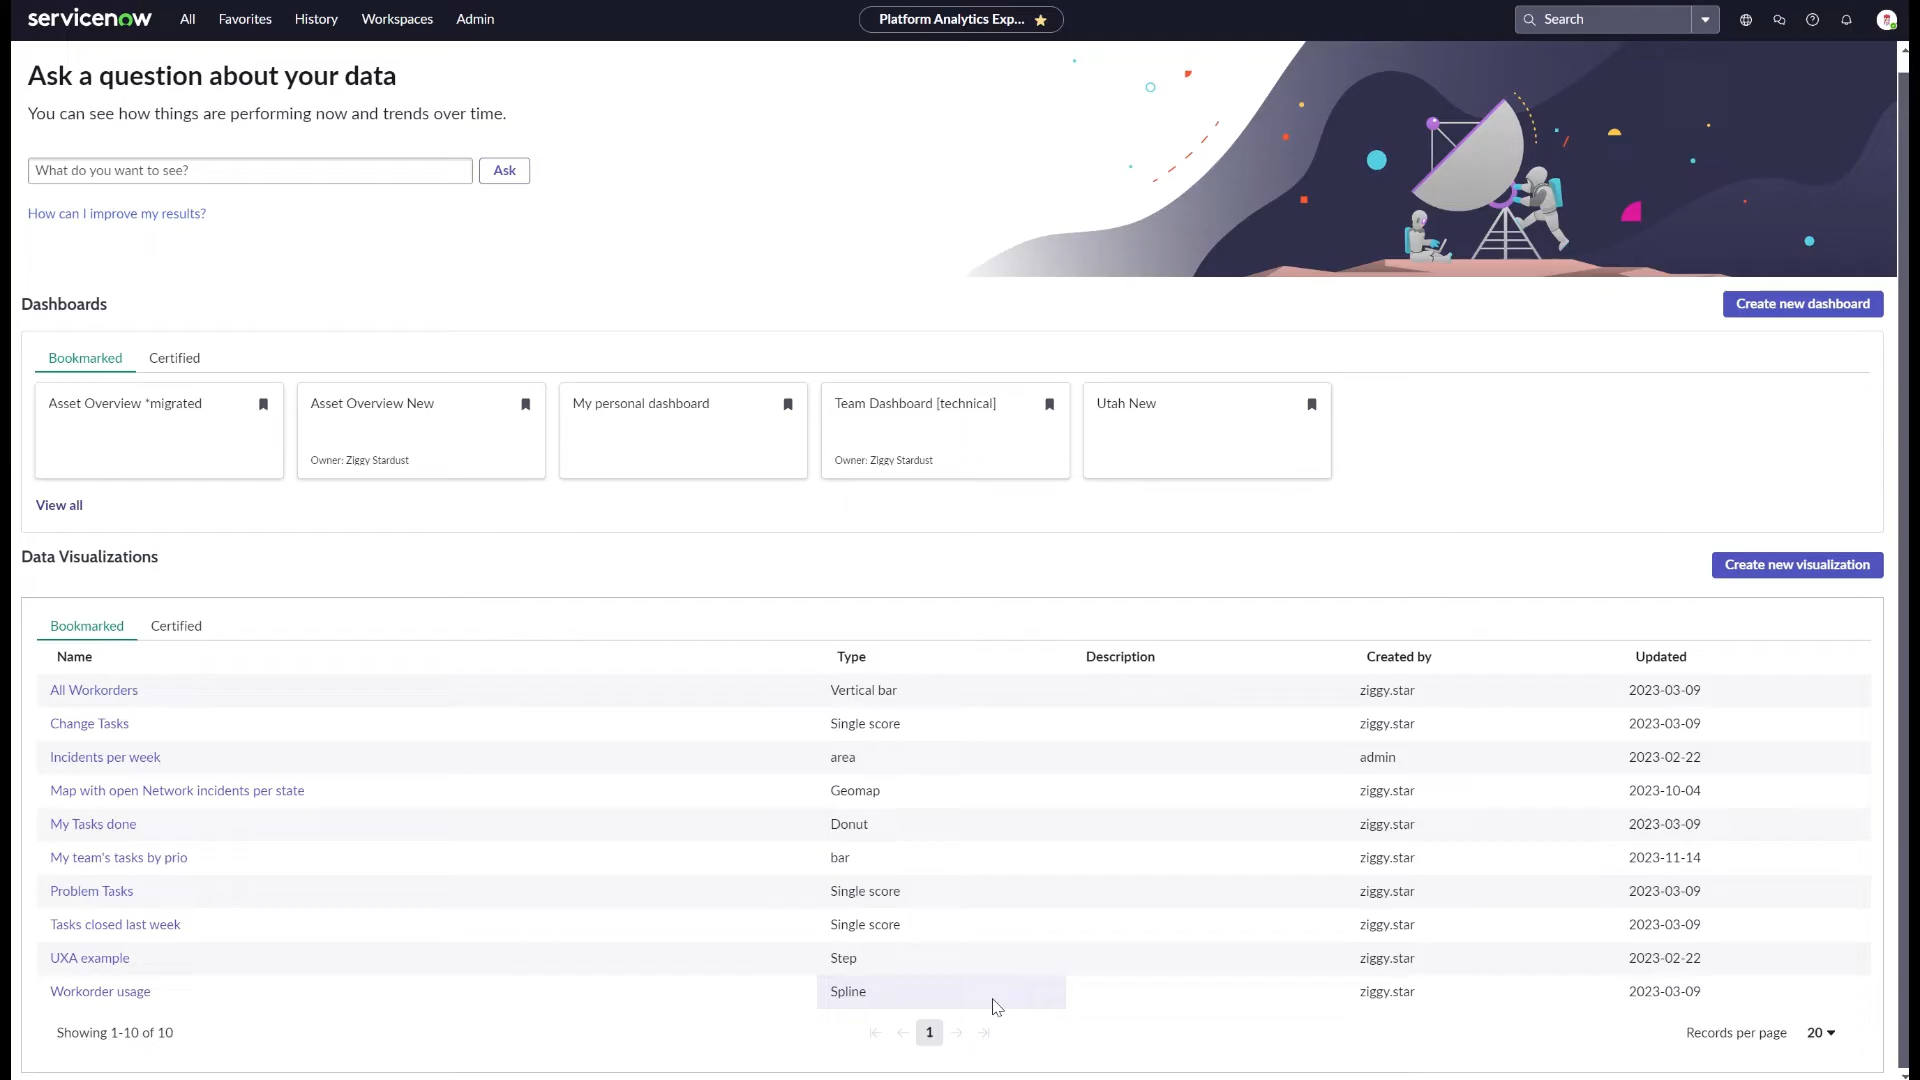 servicenow All Favorites History Workspaces Admin Platform Analytics Exp... Search
Ask a question about your data
You can see how things are performing now and trends over time.
What do you want to see? Ask
How can I improve my results?
Dashboards Create new dashboard
Bookmarked Certified
Asset Overview *migrated Asset Overview New My personal dashboard Team Dashboard [technical] Utah New
Owner: Ziggy Stardust Owner: Ziggy Stardust
View all
Data Visualizations
Create new visualization
Bookmarked Certified
Name Type Description Created by Updated
All Workorders Vertical bar ziggy.star 2023-03-09
Change Tasks Single score ziggy.star 2023-03-09
Incidents per week area admin 2023-02-22
Map with open Network incidents per state Geomap ziggy.star 2023-10-04
My Tasks done Donut ziggy.star 2023-03-09
My team's tasks by prio bar ziggy.star 2023-11-14
Problem Tasks Single score ziggy.star 2023-03-09
Tasks closed last week Single score ziggy.star 2023-03-09
UXA example Step ziggy.star 2023-02-22
Workorder usage Spline ziggy.star 2023-03-09
Showing 1-10 of 10 1 Records per page 20